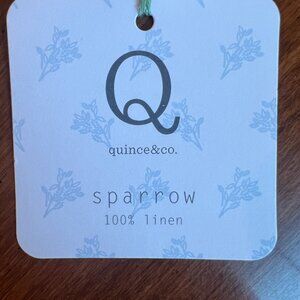 Q
quince&co.
sparrow
100% linen